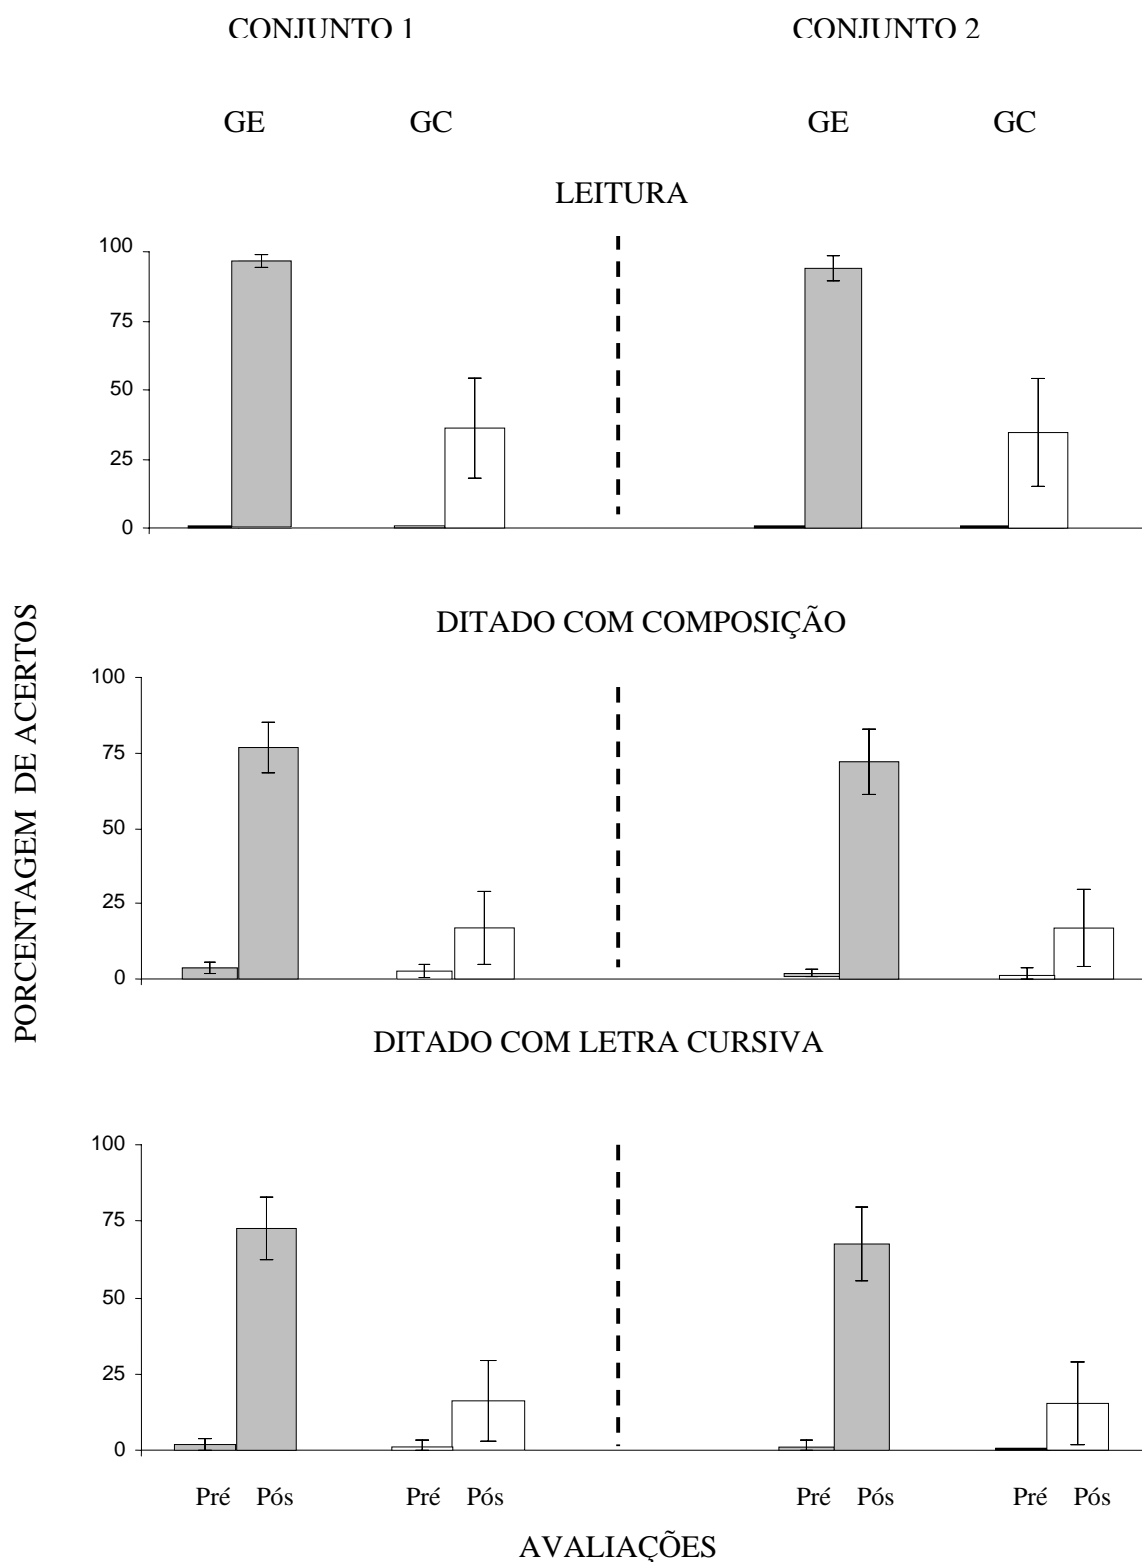 CONJUNTO 1 CONJUNTO 2
GE GC GE GC
LEITURA
100
75
50
25
0
PORCENTAGEM DE ACERTOS
DITADO COM COMPOSIÇÃO
100
75
50
25
0
DITADO COM LETRA CURSIVA
100
75
50
25
0
Pré Pós Pré Pós Pré Pós Pré Pós
AVALIAÇÕES